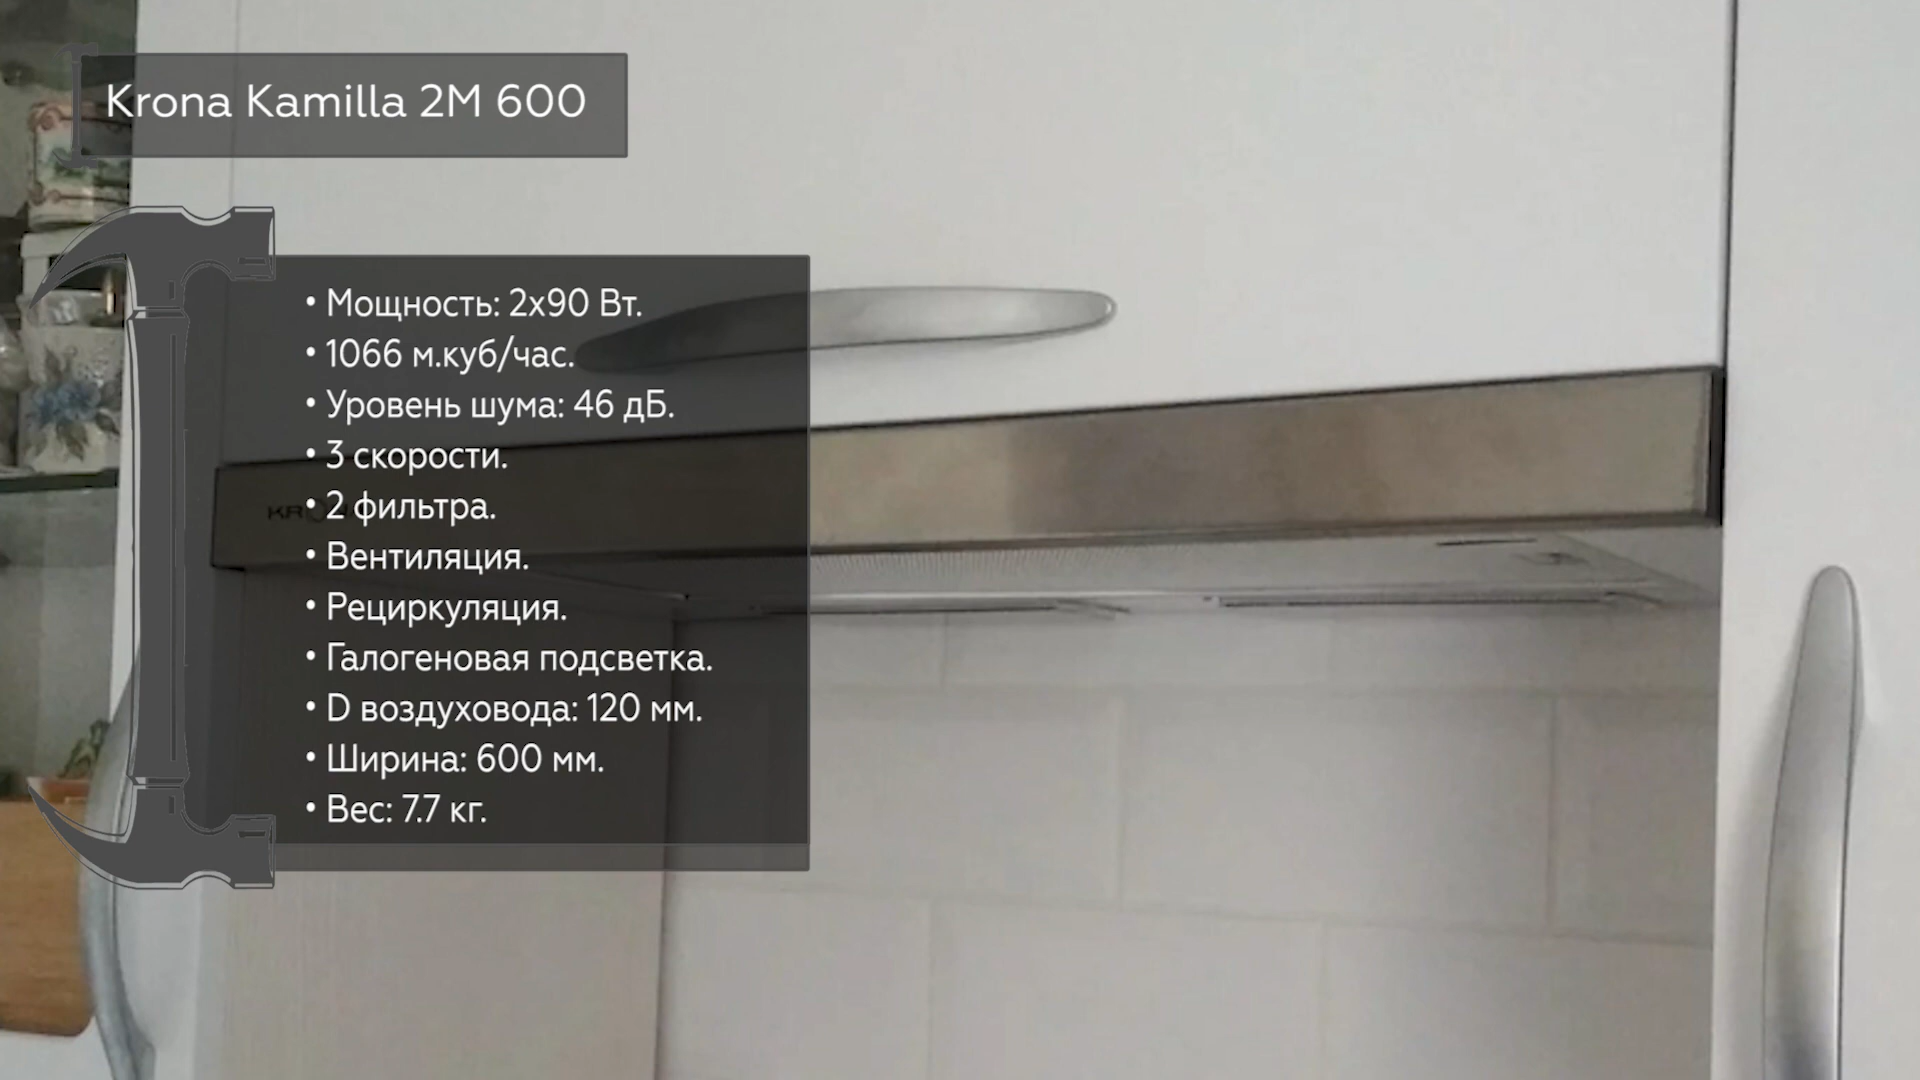 Krona Kamilla 2M 600
• Мощность: 2x90 Вт.
• 1066 м.куб/час.
• Уровень шума: 46 дБ.
• 3 скорости.
• 2 фильтра.
• Вентиляция.
• Рециркуляция.
• Галогеновая подсветка.
• D воздуховода: 120 мм.
• Ширина: 600 мм.
• Вес: 7.7 кг.